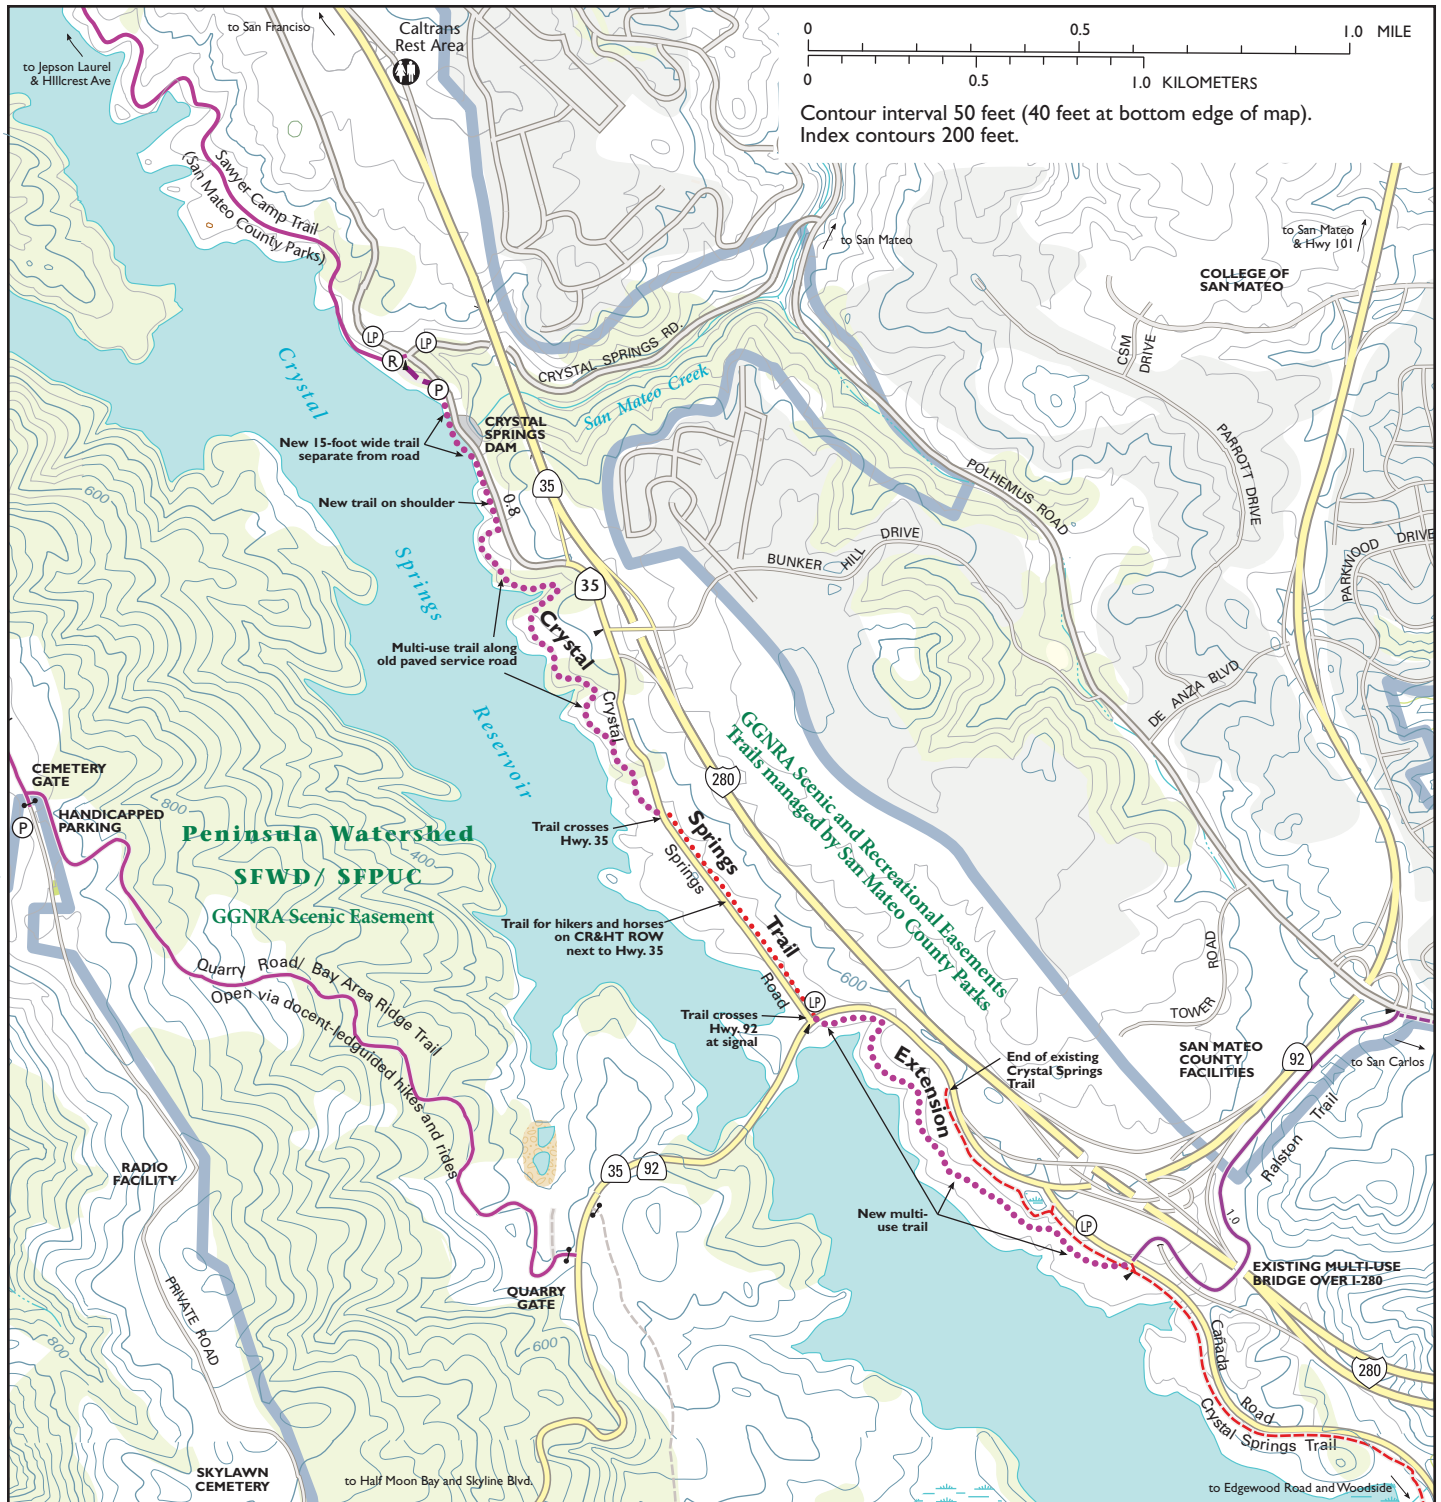 to San Franciso
Caltrans
Rest Area
to Jepson Laurel
& HIllcrest Ave
0
0.5
1.0 MILE
0
0.5
1.0 KILOMETERS
Contour interval 50 feet (40 feet at bottom edge of map).
Index contours 200 feet.
Sawyer Camp Trail
(San Mateo County Parks)
to San Mateo
to San Mateo
& Hwy 101
COLLEGE OF
SAN MATEO
CSM
DRIVE
LP
LP
R
P
CRYSTAL SPRINGS RD.
San Mateo Creek
Crystal
Springs
Reservoir
CRYSTAL
SPRINGS
DAM
New 15-foot wide trail
separate from road
New trail on shoulder
0.8
35
600
POLHEMUS ROAD
PARROTT DRIVE
PARKWOOD DRIVE
BUNKER HILL DRIVE
35
Multi-use trail along
old paved service road
DE ANZA BLVD
Crystal
Springs
Trail
Extension
Crystal
Springs
Road
280
GGNRA Scenic and Recreational Easements
Trails managed by San Mateo County Parks
CEMETERY
GATE
P
HANDICAPPED
PARKING
800
400
Peninsula Watershed
SFWD/ SFPUC
GGNRA Scenic Easement
Trail crosses
Hwy. 35
Trail for hikers and horses
on CR&HT ROW
next to Hwy. 35
Quarry Road/ Bay Area Ridge Trail
Open via docent-ledguided hikes and rides
600
LP
Trail crosses
Hwy. 92
at signal
TOWER ROAD
SAN MATEO
COUNTY
FACILITIES
92
to San Carlos
End of existing
Crystal Springs
Trail
Ralston Trail
RADIO
FACILITY
35
92
New multi-
use trail
LP
1.0
EXISTING MULTI-USE
BRIDGE OVER I-280
QUARRY
GATE
PRIVATE ROAD
800
600
Cañada
Road
280
Crystal Springs Trail
SKYLAWN
CEMETERY
to Half Moon Bay and Skyline Blvd.
to Edgewood Road and Woodside